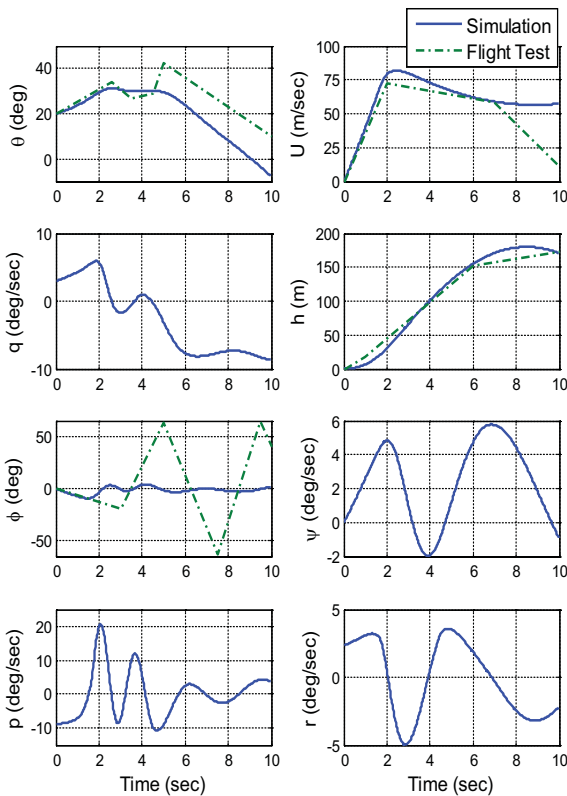 Simulation
Flight Test
θ (deg)
40
20
0
0 2 4 6 8 10
U (m/sec)
100
75
50
25
0
0 2 4 6 8 10
q (deg/sec)
10
0
-10
0 2 4 6 8 10
h (m)
200
150
100
50
0
0 2 4 6 8 10
ϕ (deg)
50
0
-50
0 2 4 6 8 10
ψ (deg/sec)
6
4
2
0
-2
0 2 4 6 8 10
p (deg/sec)
20
10
0
-10
0 2 4 6 8 10
Time (sec)
r (deg/sec)
5
0
-5
0 2 4 6 8 10
Time (sec)